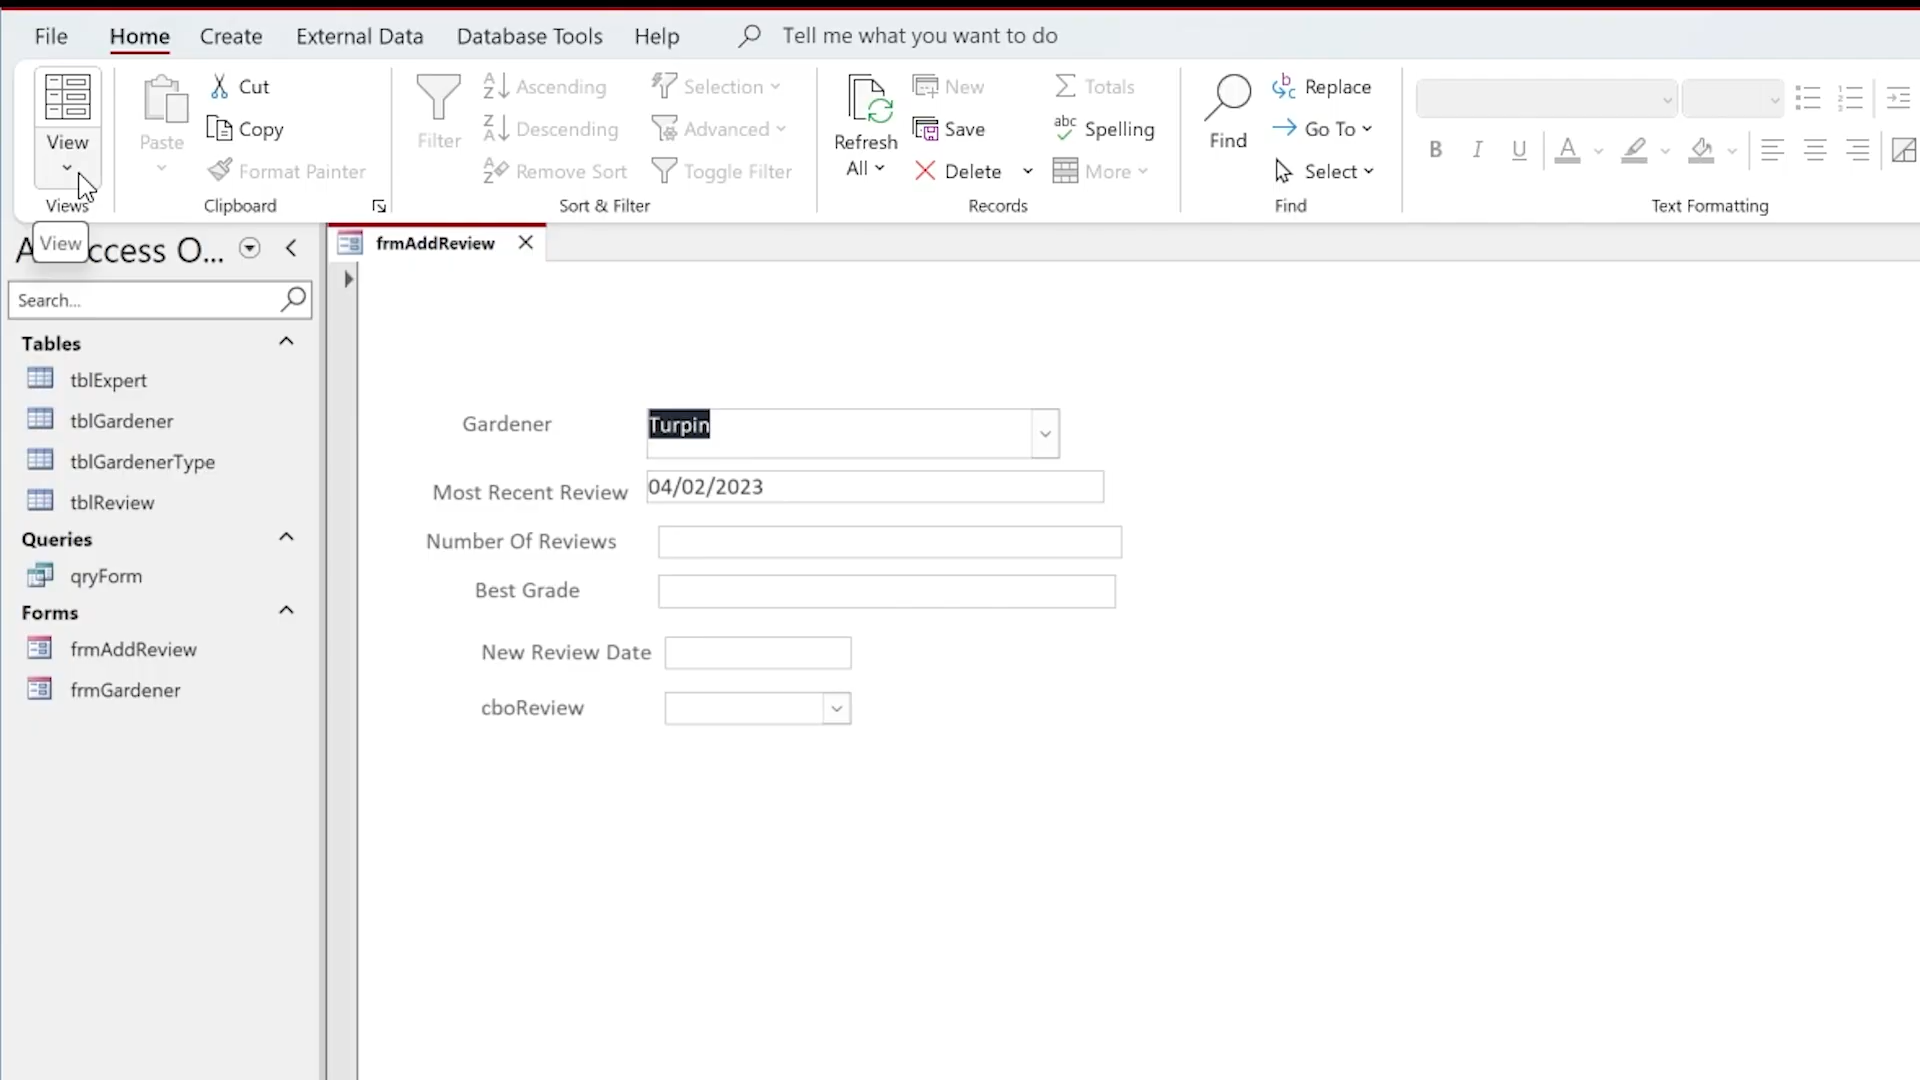 File Home Create External Data Database Tools Help Tell me what you want to do
View
Views
Paste
Cut
Copy
Format Painter
Clipboard
Filter
Ascending
Descending
Remove Sort
Selection
Advanced
Toggle Filter
Sort & Filter
Refresh
All
New
Save
Delete
Totals
Spelling
More
Records
Find
Replace
Go To
Select
Find
B I U A
Text Formatting
View
A ccess O...
Search...
Tables
tblExpert
tblGardener
tblGardenerType
tblReview
Queries
qryForm
Forms
frmAddReview
frmGardener
frmAddReview
Gardener Turpin
Most Recent Review 04/02/2023
Number Of Reviews
Best Grade
New Review Date
cboReview